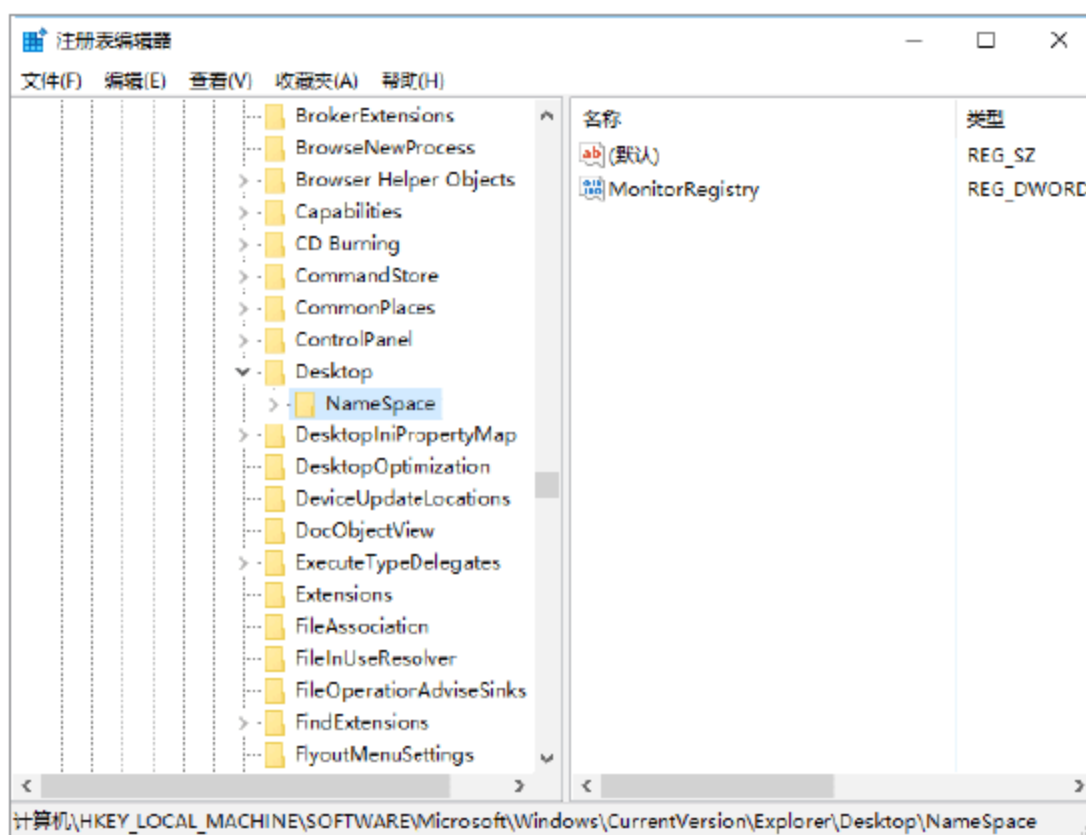 注册表编辑器
文件(F) 编辑(E) 查看(V) 收藏夹(A) 帮助(H)
BrokerExtensions
BrowseNewProcess
Browser Helper Objects
Capabilities
CD Burning
CommandStore
CommonPlaces
ControlPanel
Desktop
NameSpace
DesktopIniPropertyMap
DesktopOptimization
DeviceUpdateLocations
DocObjectView
ExecuteTypeDelegates
Extensions
FileAssociation
FileInUseResolver
FileOperationAdviseSinks
FindExtensions
FlyoutMenuSettings
名称 类型
(默认) REG_SZ
MonitorRegistry REG_DWORD
计算机\HKEY_LOCAL_MACHINE\SOFTWARE\Microsoft\Windows\CurrentVersion\Explorer\Desktop\NameSpace